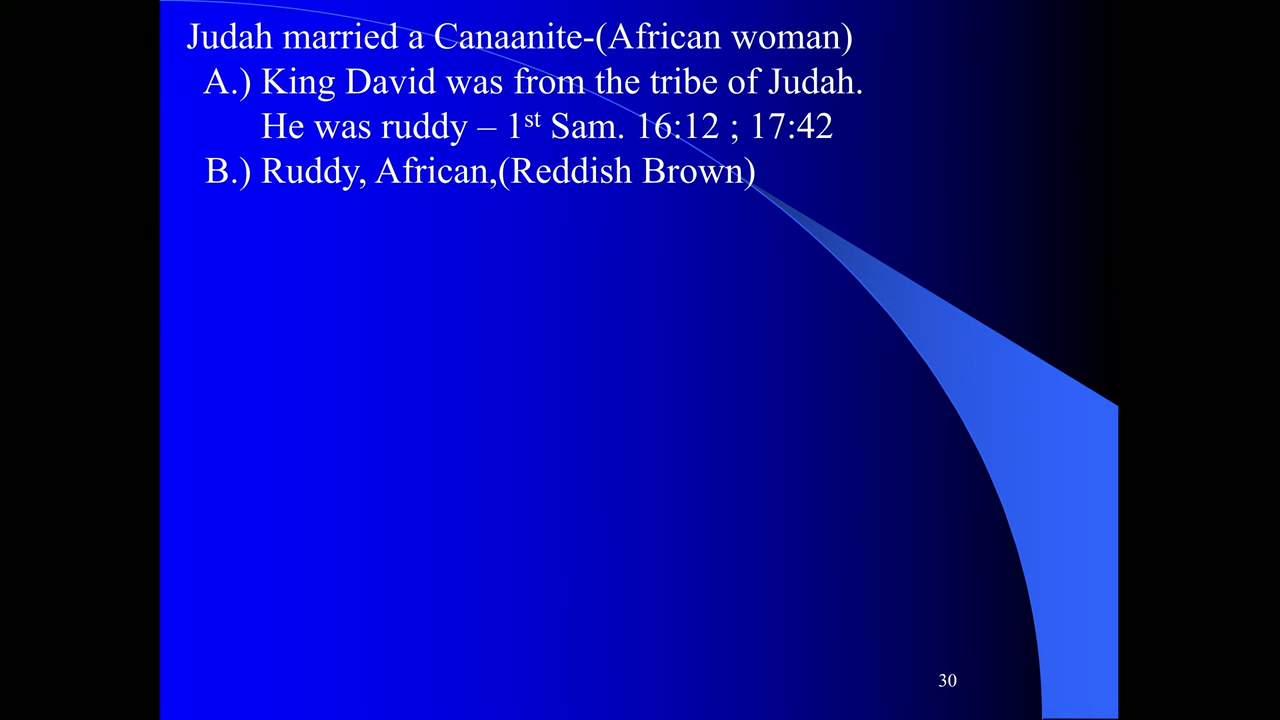 Judah married a Canaanite-(African woman)
A.) King David was from the tribe of Judah.
He was ruddy – 1st Sam. 16:12 ; 17:42
B.) Ruddy, African,(Reddish Brown)
30